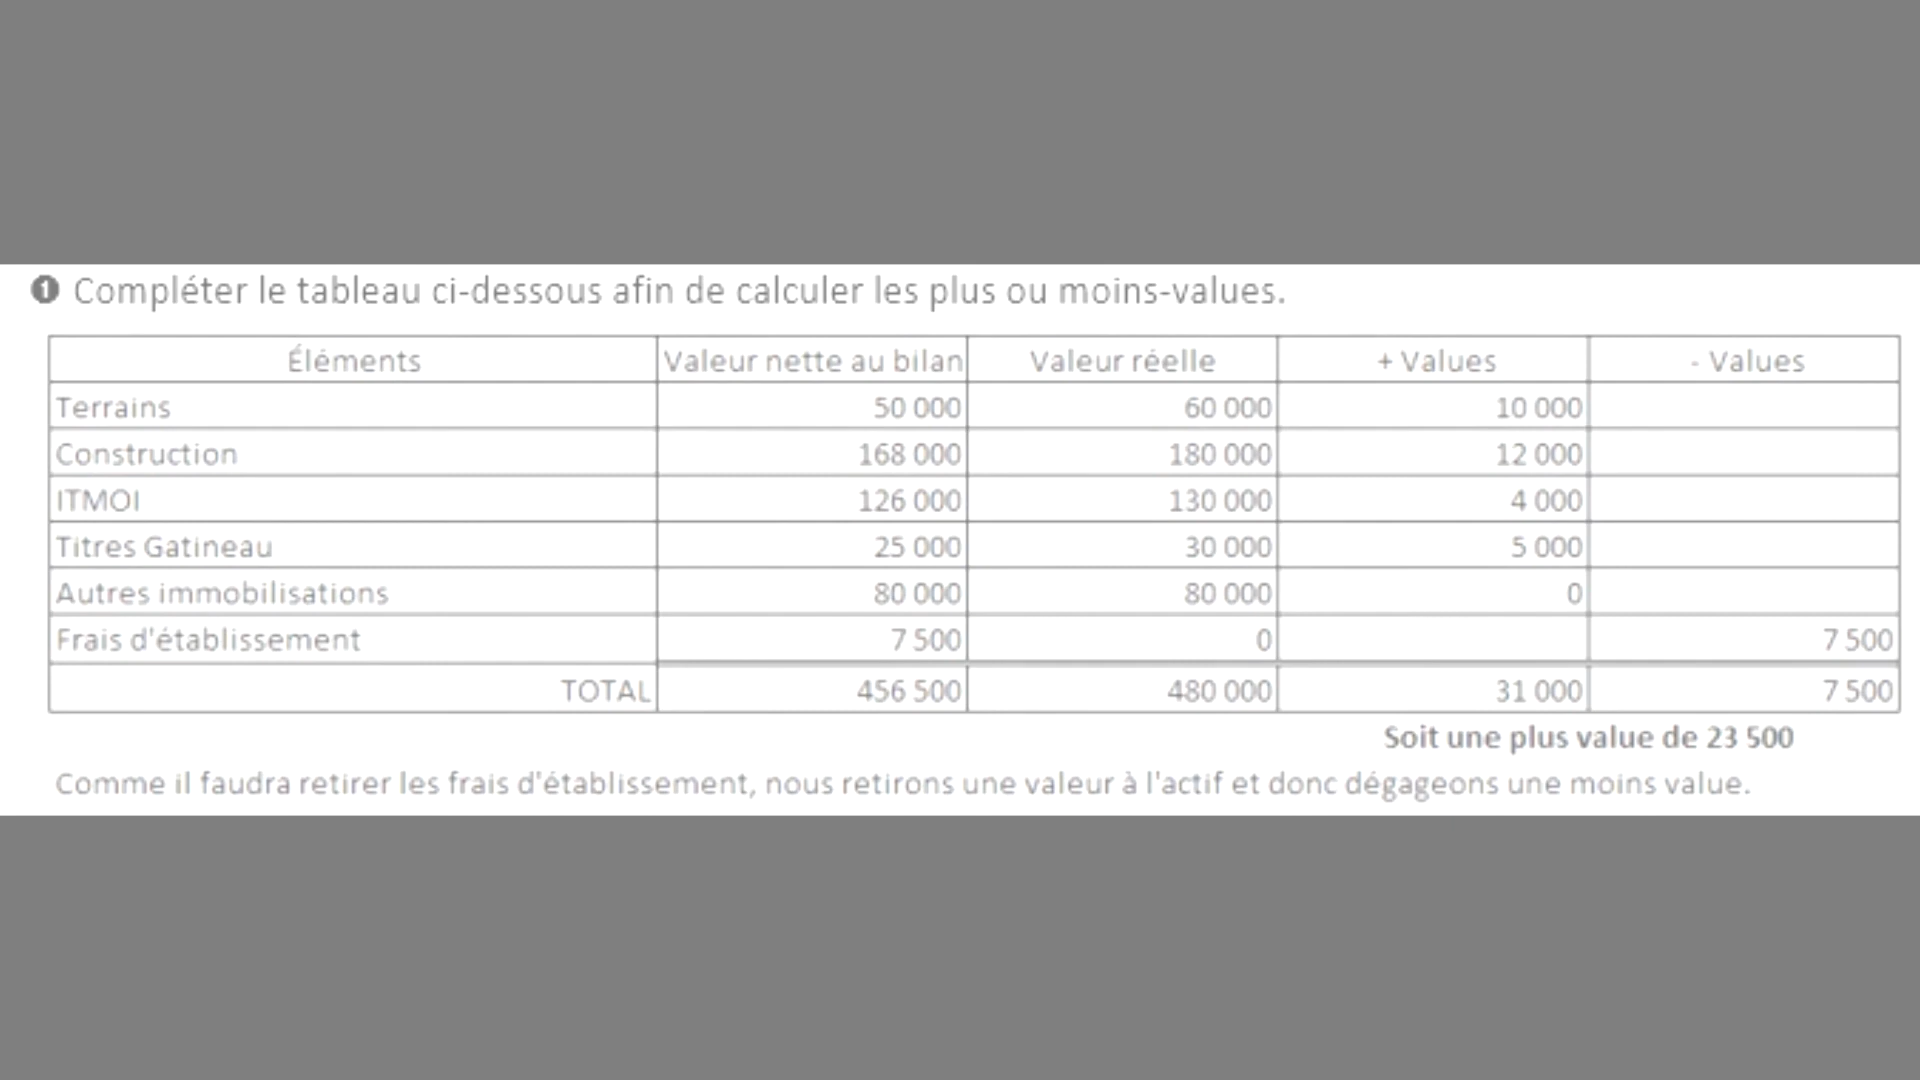 ❶ Compléter le tableau ci-dessous afin de calculer les plus ou moins-values.
Éléments Valeur nette au bilan Valeur réelle + Values - Values
Terrains 50 000 60 000 10 000
Construction 168 000 180 000 12 000
ITMOI 126 000 130 000 4 000
Titres Gatineau 25 000 30 000 5 000
Autres immobilisations 80 000 80 000 0
Frais d'établissement 7 500 0 7 500
TOTAL 456 500 480 000 31 000 7 500
Soit une plus value de 23 500
Comme il faudra retirer les frais d'établissement, nous retirons une valeur à l'actif et donc dégageons une moins value.